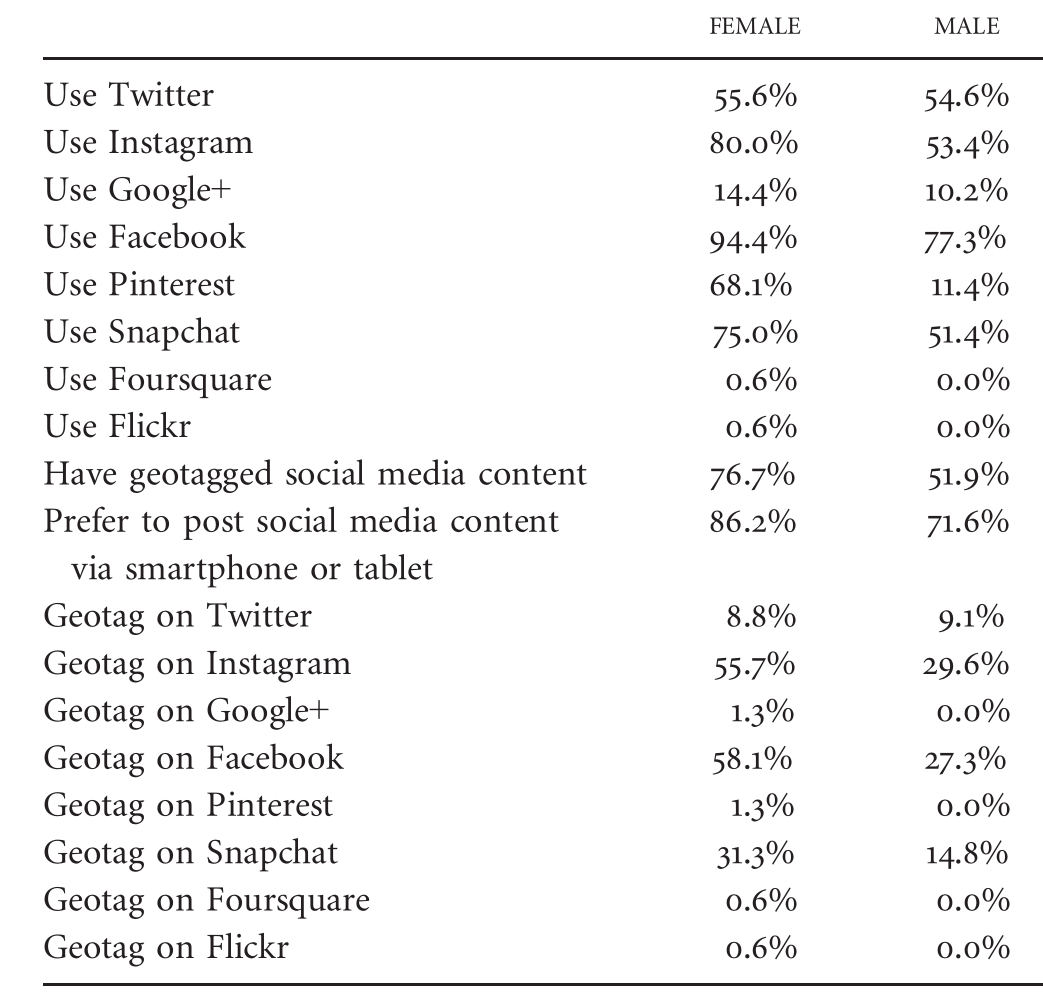 FEMALE MALE
Use Twitter 55.6% 54.6%
Use Instagram 80.0% 53.4%
Use Google+ 14.4% 10.2%
Use Facebook 94.4% 77.3%
Use Pinterest 68.1% 11.4%
Use Snapchat 75.0% 51.4%
Use Foursquare 0.6% 0.0%
Use Flickr 0.6% 0.0%
Have geotagged social media content 76.7% 51.9%
Prefer to post social media content 86.2% 71.6%
via smartphone or tablet
Geotag on Twitter 8.8% 9.1%
Geotag on Instagram 55.7% 29.6%
Geotag on Google+ 1.3% 0.0%
Geotag on Facebook 58.1% 27.3%
Geotag on Pinterest 1.3% 0.0%
Geotag on Snapchat 31.3% 14.8%
Geotag on Foursquare 0.6% 0.0%
Geotag on Flickr 0.6% 0.0%